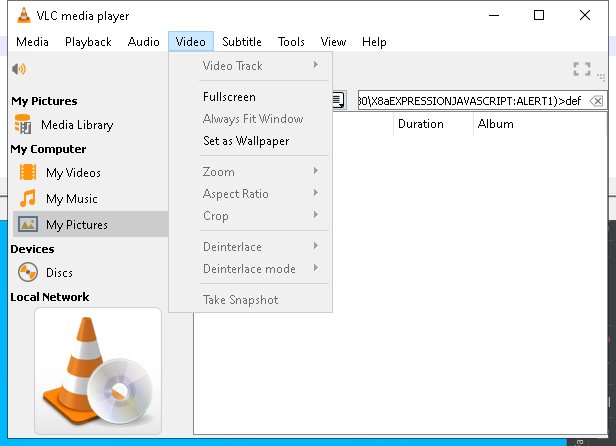 VLC media player
Media Playback Audio Video Subtitle Tools View Help
Video Track
My Pictures
Fullscreen
80\X8aEXPRESSIONJAVASCRIPT:ALERT1)>def
Media Library
Always Fit Window
Duration Album
My Computer
Set as Wallpaper
My Videos
Zoom
My Music
Aspect Ratio
My Pictures
Crop
Devices
Deinterlace
Discs
Deinterlace mode
Local Network
Take Snapshot